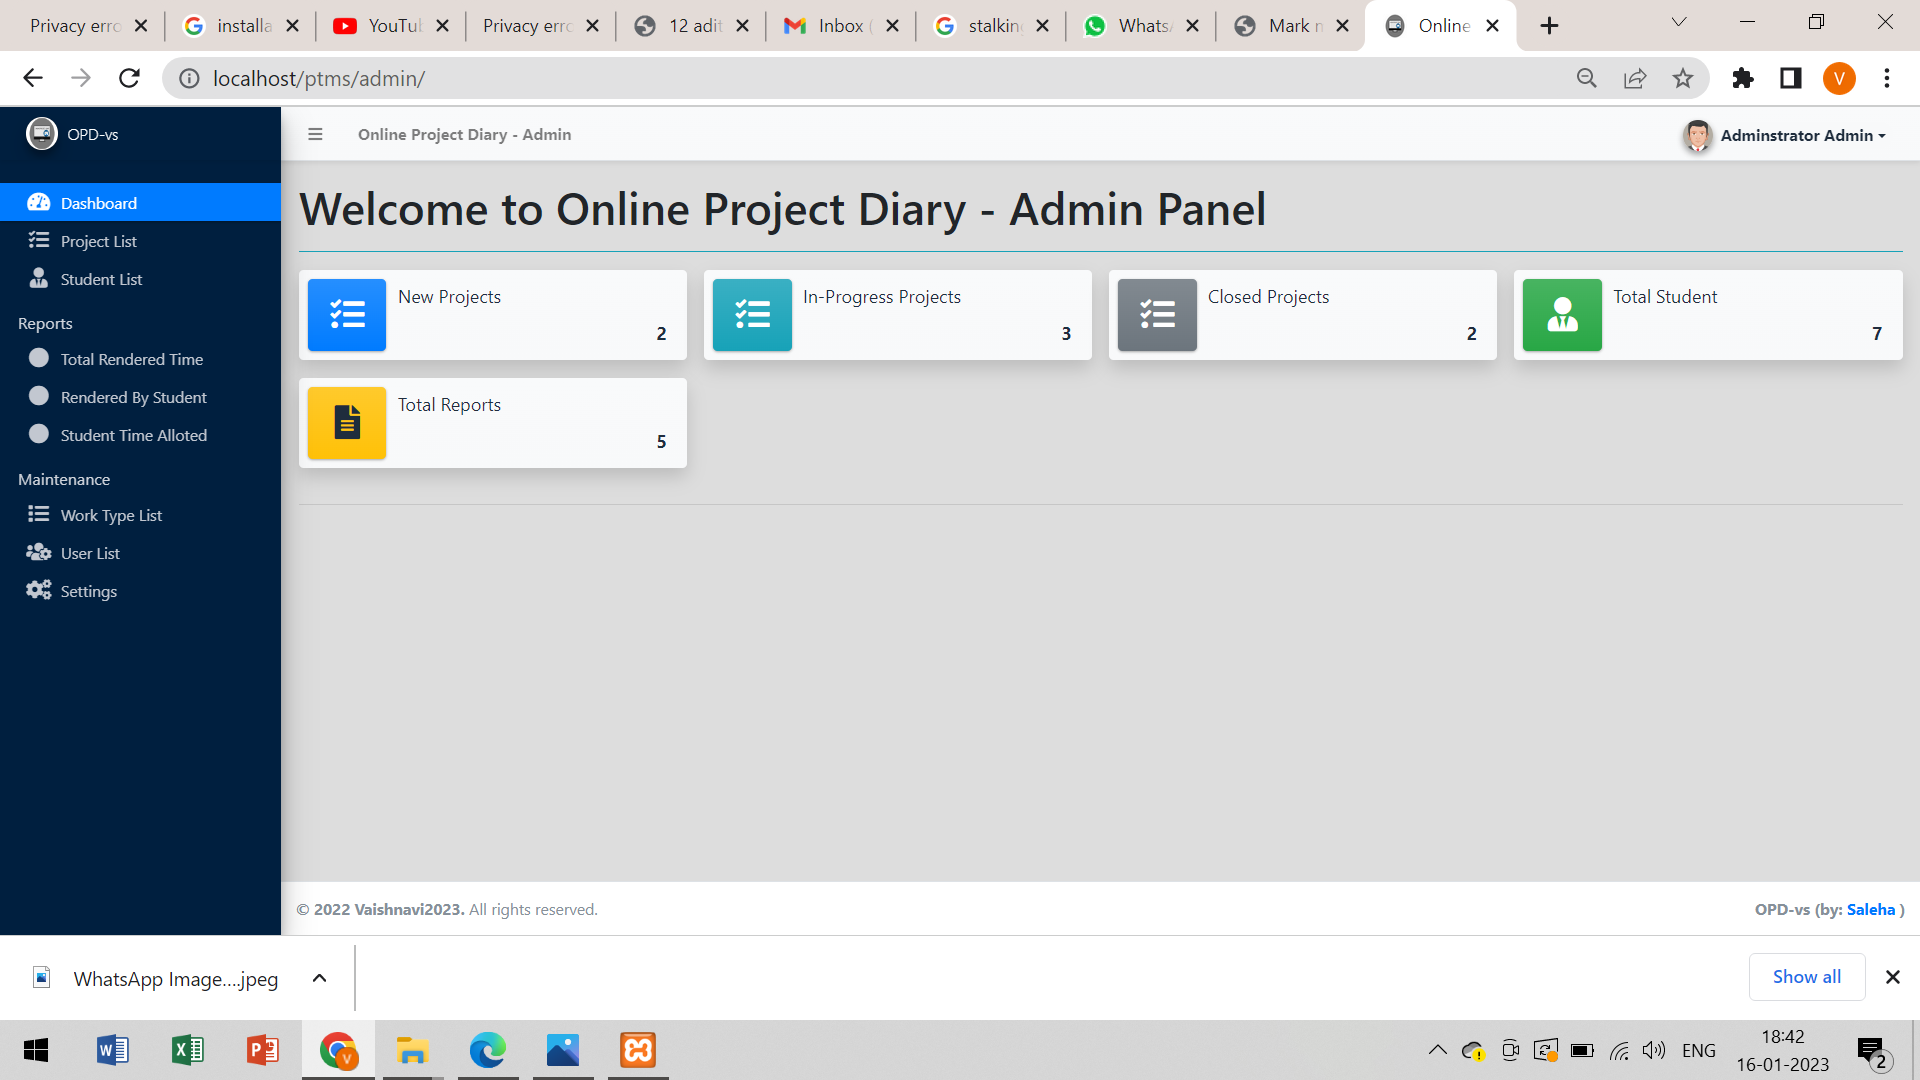 Privacy erro
installa
YouTub
Privacy erro
12 adit
Inbox (
stalking
Whats
Mark m
Online
localhost/ptms/admin/
V
OPD-vs
Online Project Diary - Admin
Adminstrator Admin
Dashboard
Project List
Student List
Reports
Total Rendered Time
Rendered By Student
Student Time Alloted
Maintenance
Work Type List
User List
Settings
Welcome to Online Project Diary - Admin Panel
New Projects
2
In-Progress Projects
3
Closed Projects
2
Total Student
7
Total Reports
5
© 2022 Vaishnavi2023. All rights reserved.
OPD-vs (by: Saleha )
WhatsApp Image....jpeg
Show all
ENG
18:42
16-01-2023
2